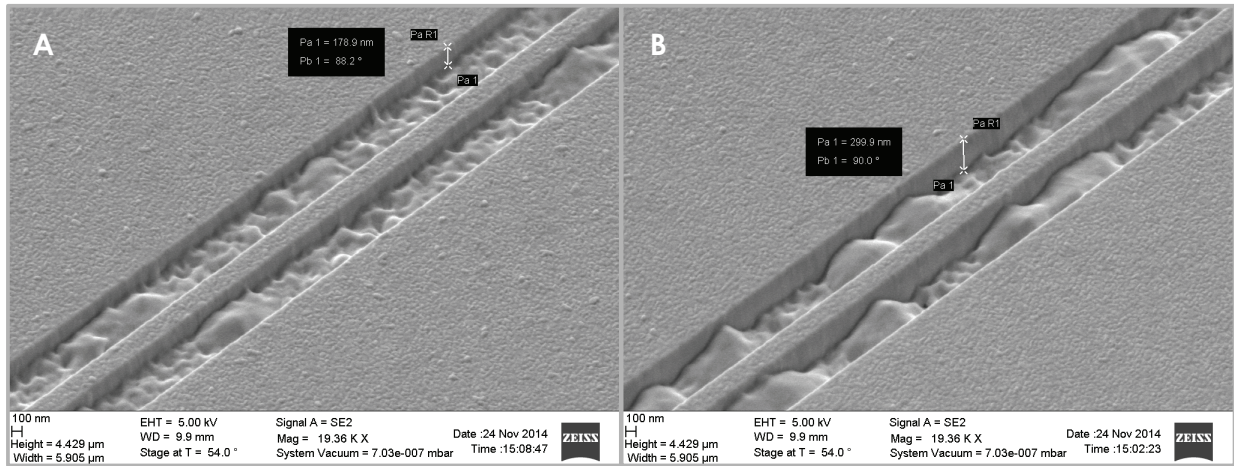 A
Pa 1 = 178.9 nm
Pb 1 = 88.2 °
Pa R1
Pa 1
100 nm
Height = 4.429 µm
Width = 5.905 µm
EHT = 5.00 kV
WD = 9.9 mm
Stage at T = 54.0 °
Signal A = SE2
Mag = 19.36 K X
System Vacuum = 7.03e-007 mbar
Date :24 Nov 2014
Time :15:08:47
ZEISS
B
Pa 1 = 299.9 nm
Pb 1 = 90.0 °
Pa R1
Pa 1
100 nm
Height = 4.429 µm
Width = 5.905 µm
EHT = 5.00 kV
WD = 9.9 mm
Stage at T = 54.0 °
Signal A = SE2
Mag = 19.36 K X
System Vacuum = 7.03e-007 mbar
Date :24 Nov 2014
Time :15:02:23
ZEISS